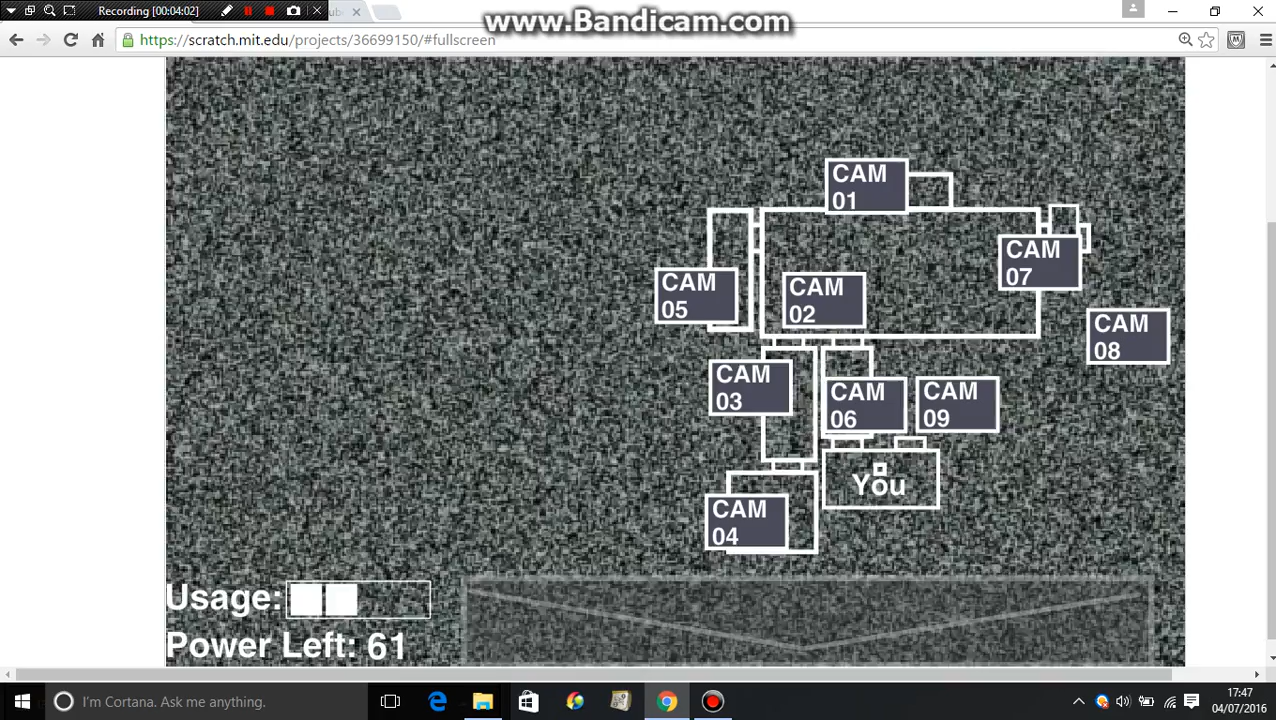 Recording [00:04:02]
www.Bandicam.com
https://scratch.mit.edu/projects/36699150/#fullscreen
CAM
01
CAM
07
CAM
05
CAM
02
CAM
08
CAM
03
CAM
06
CAM
09
You
CAM
04
Usage:
Power Left: 61
I'm Cortana. Ask me anything.
17:47
04/07/2016